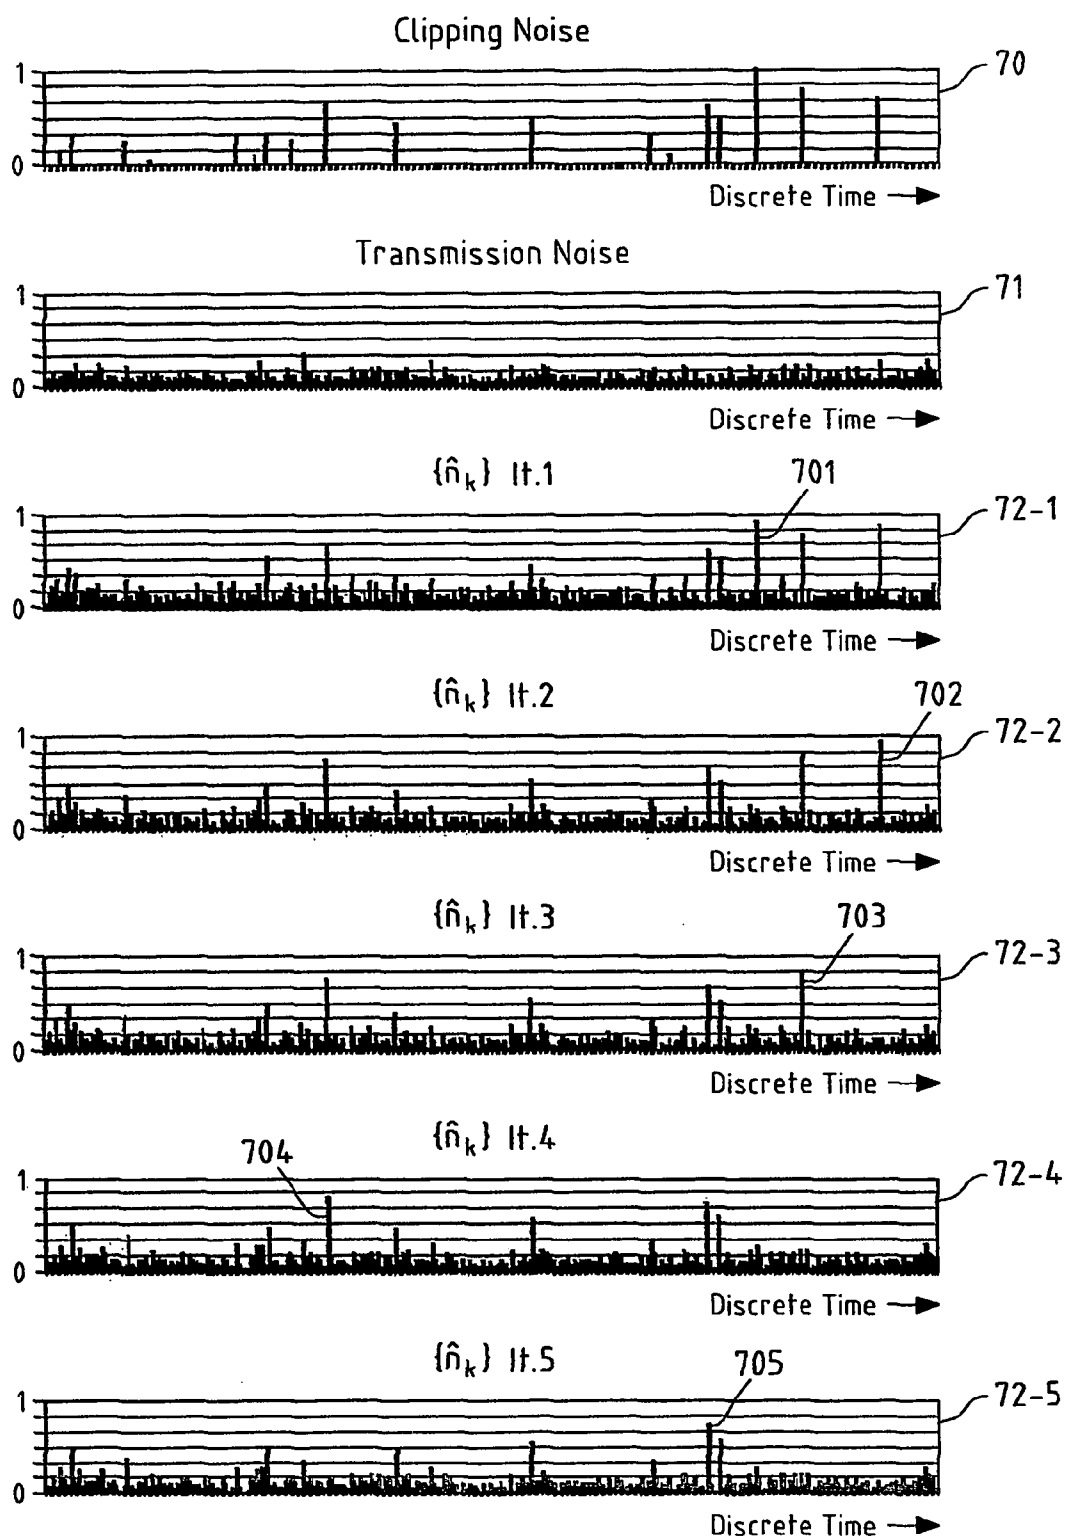 Clipping Noise
70
1
0
Discrete Time
Transmission Noise
71
1
0
Discrete Time
{n̂k} It.1
701
72-1
1
0
Discrete Time
{n̂k} It.2
702
72-2
1
0
Discrete Time
{n̂k} It.3
703
72-3
1
0
Discrete Time
{n̂k} It.4
704
72-4
1
0
Discrete Time
{n̂k} It.5
705
72-5
1
0
Discrete Time